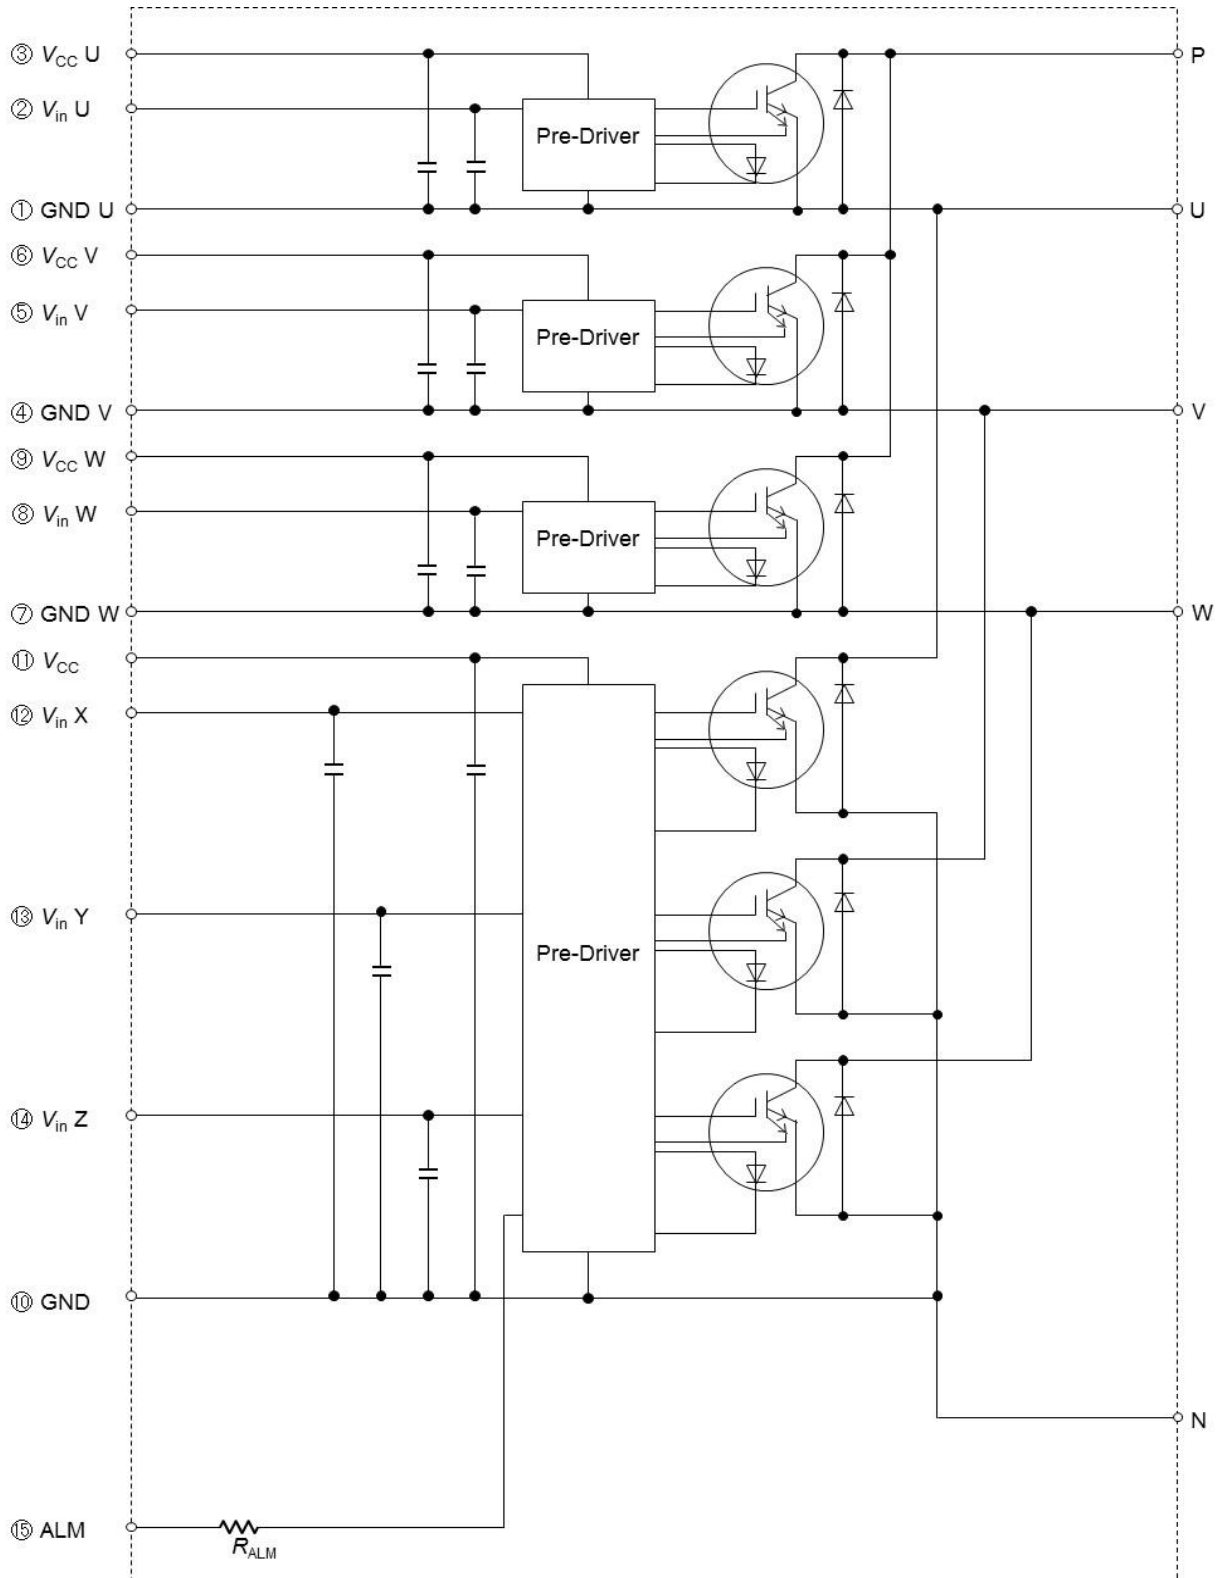 ③ VCC U
P
② Vin U
Pre-Driver
① GND U
U
⑥ VCC V
⑤ Vin V
Pre-Driver
④ GND V
V
⑨ VCC W
⑧ Vin W
Pre-Driver
⑦ GND W
W
⑪ VCC
⑫ Vin X
⑬ Vin Y
Pre-Driver
⑭ Vin Z
⑩ GND
N
⑮ ALM
RALM